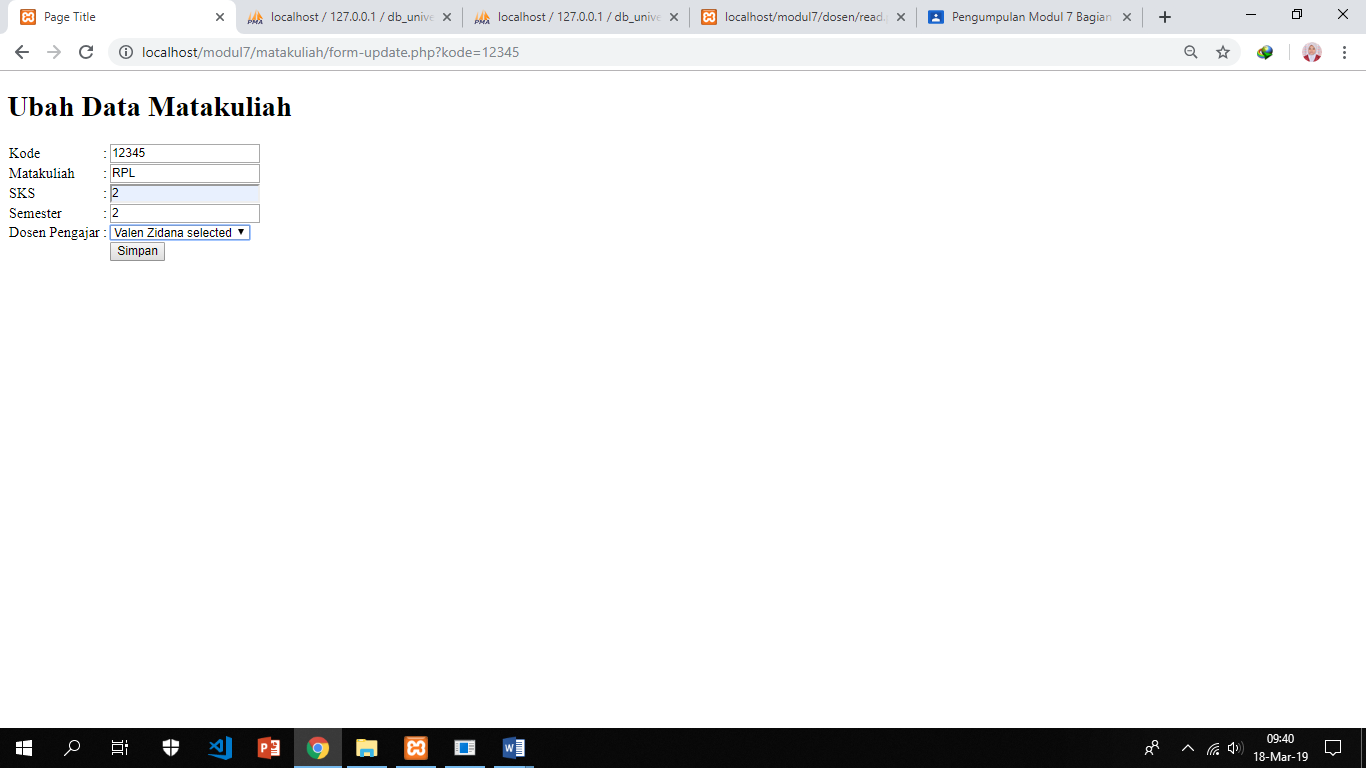 Page Title
localhost / 127.0.0.1 / db_unive
localhost / 127.0.0.1 / db_unive
localhost/modul7/dosen/read.p
Pengumpulan Modul 7 Bagian
localhost/modul7/matakuliah/form-update.php?kode=12345
Ubah Data Matakuliah
Kode : 12345
Matakuliah : RPL
SKS : 2
Semester : 2
Dosen Pengajar : Valen Zidana selected
Simpan
09:40
18-Mar-19